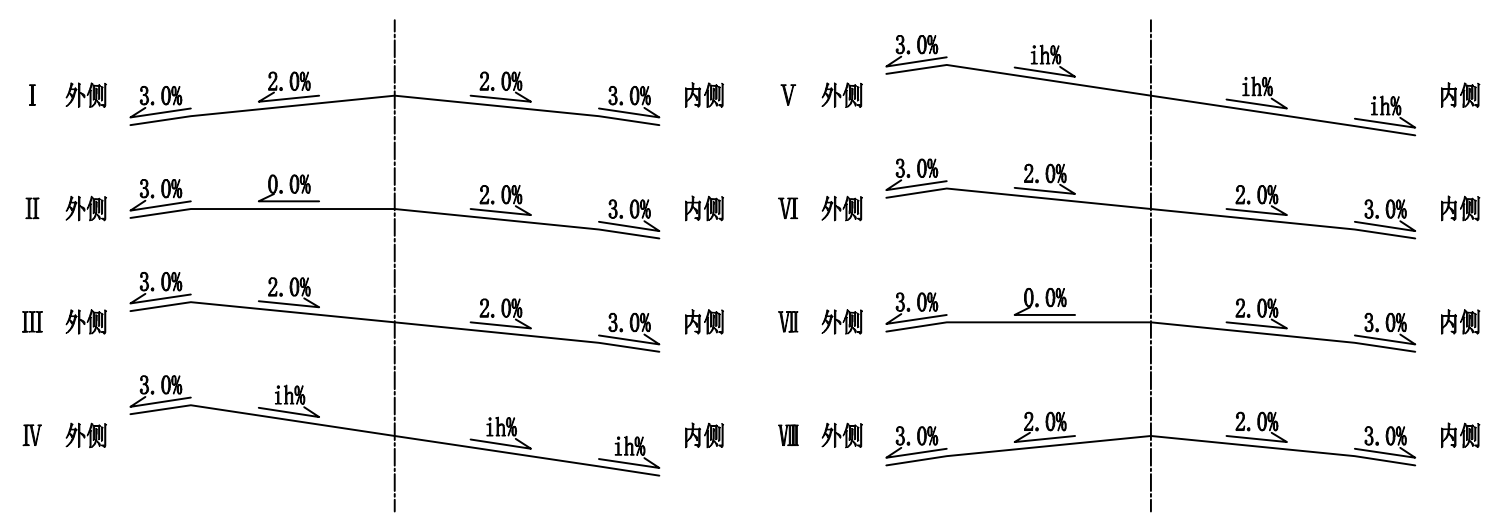 Ⅰ 外侧 3.0% 2.0% 2.0% 3.0% 内侧
Ⅱ 外侧 3.0% 0.0% 2.0% 3.0% 内侧
Ⅲ 外侧 3.0% 2.0% 2.0% 3.0% 内侧
Ⅳ 外侧 3.0% ih% ih% ih% 内侧
Ⅴ 外侧 3.0% ih% ih% ih% 内侧
Ⅵ 外侧 3.0% 2.0% 2.0% 3.0% 内侧
Ⅶ 外侧 3.0% 0.0% 2.0% 3.0% 内侧
Ⅷ 外侧 3.0% 2.0% 2.0% 3.0% 内侧